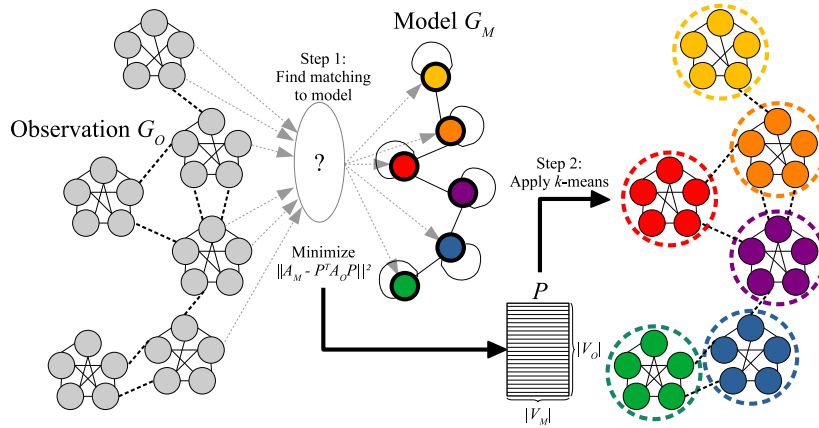 Model G_M
Step 1:
Find matching
to model
Observation G_O
?
Step 2:
Apply k-means
Minimize
||A_M - P^T A_O P||²
P
|V_O|
|V_M|